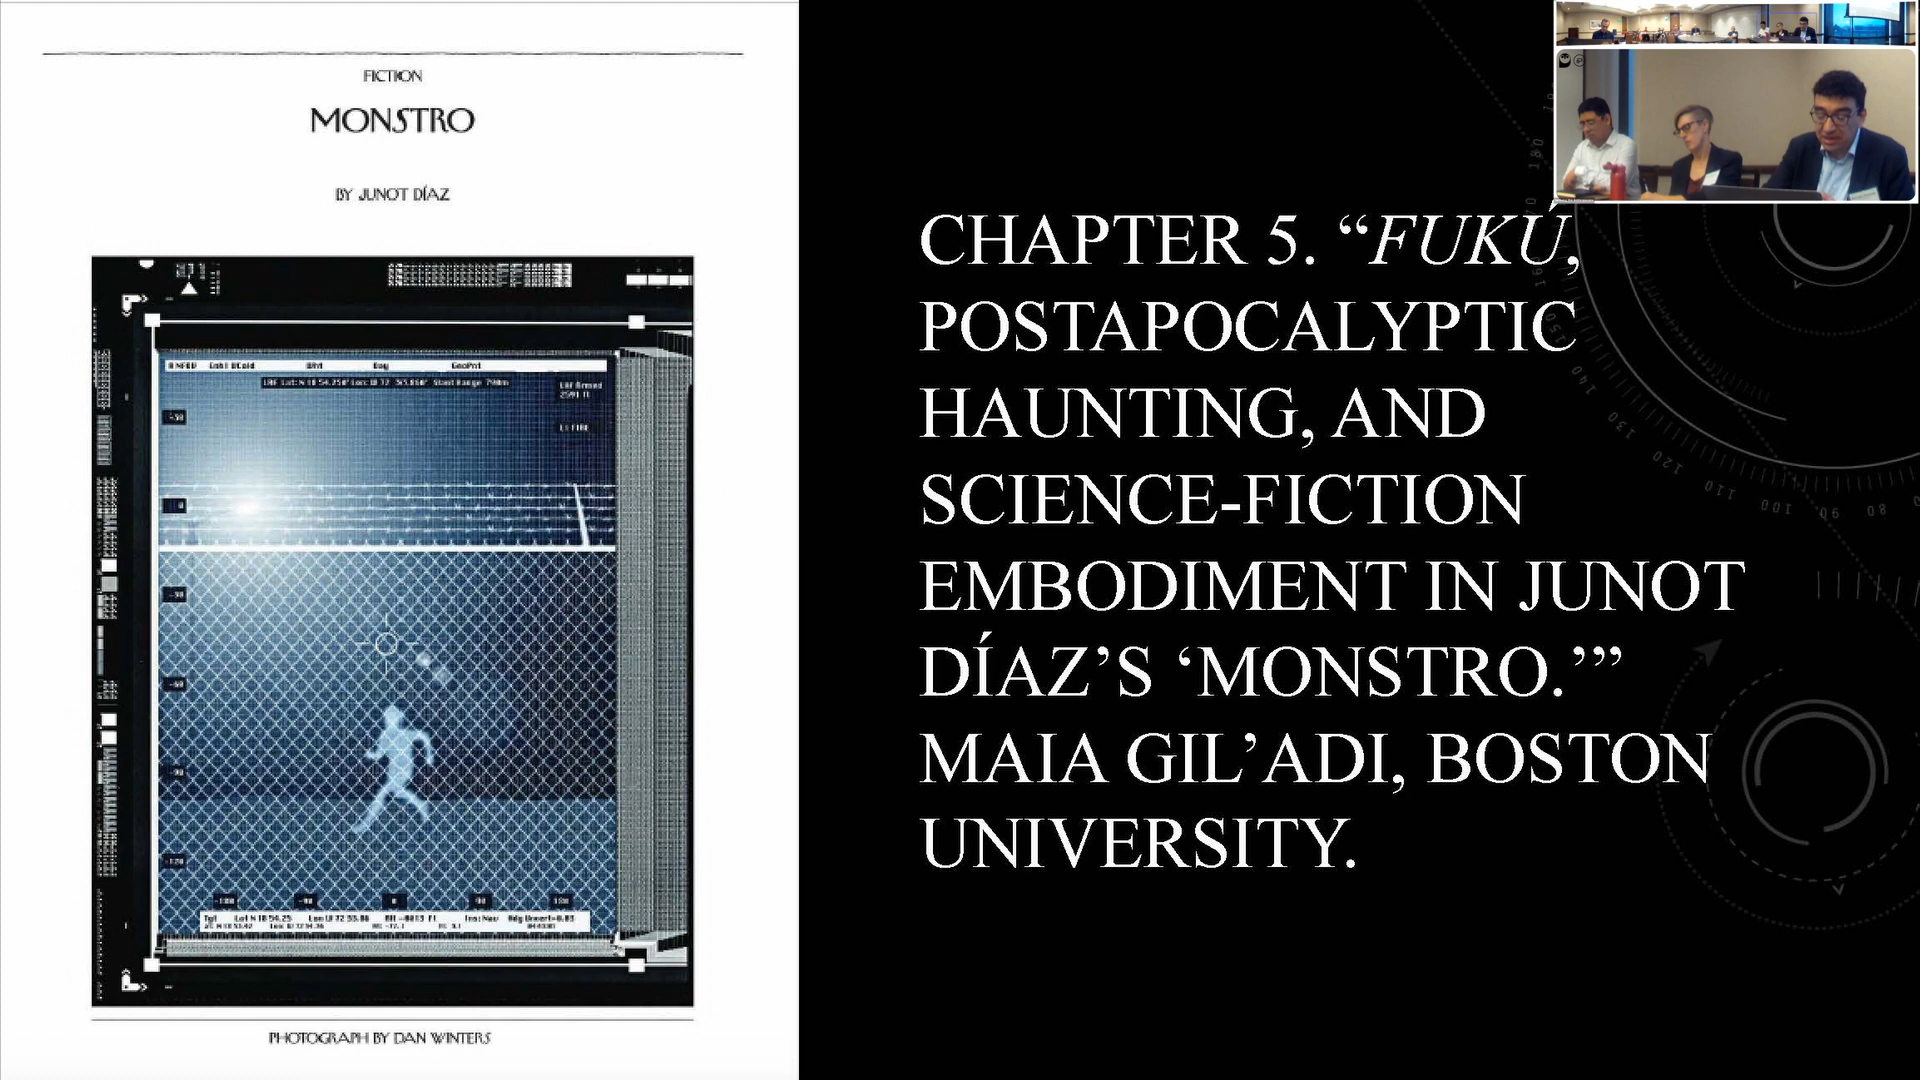 FICTION
MONSTRO
BY JUNOT DÍAZ
PHOTOGRAPH BY DAN WINTERS
CHAPTER 5. “FUKÚ,
POSTAPOCALYPTIC
HAUNTING, AND
SCIENCE-FICTION
EMBODIMENT IN JUNOT
DÍAZ’S ‘MONSTRO.’”
MAIA GIL’ADI, BOSTON
UNIVERSITY.